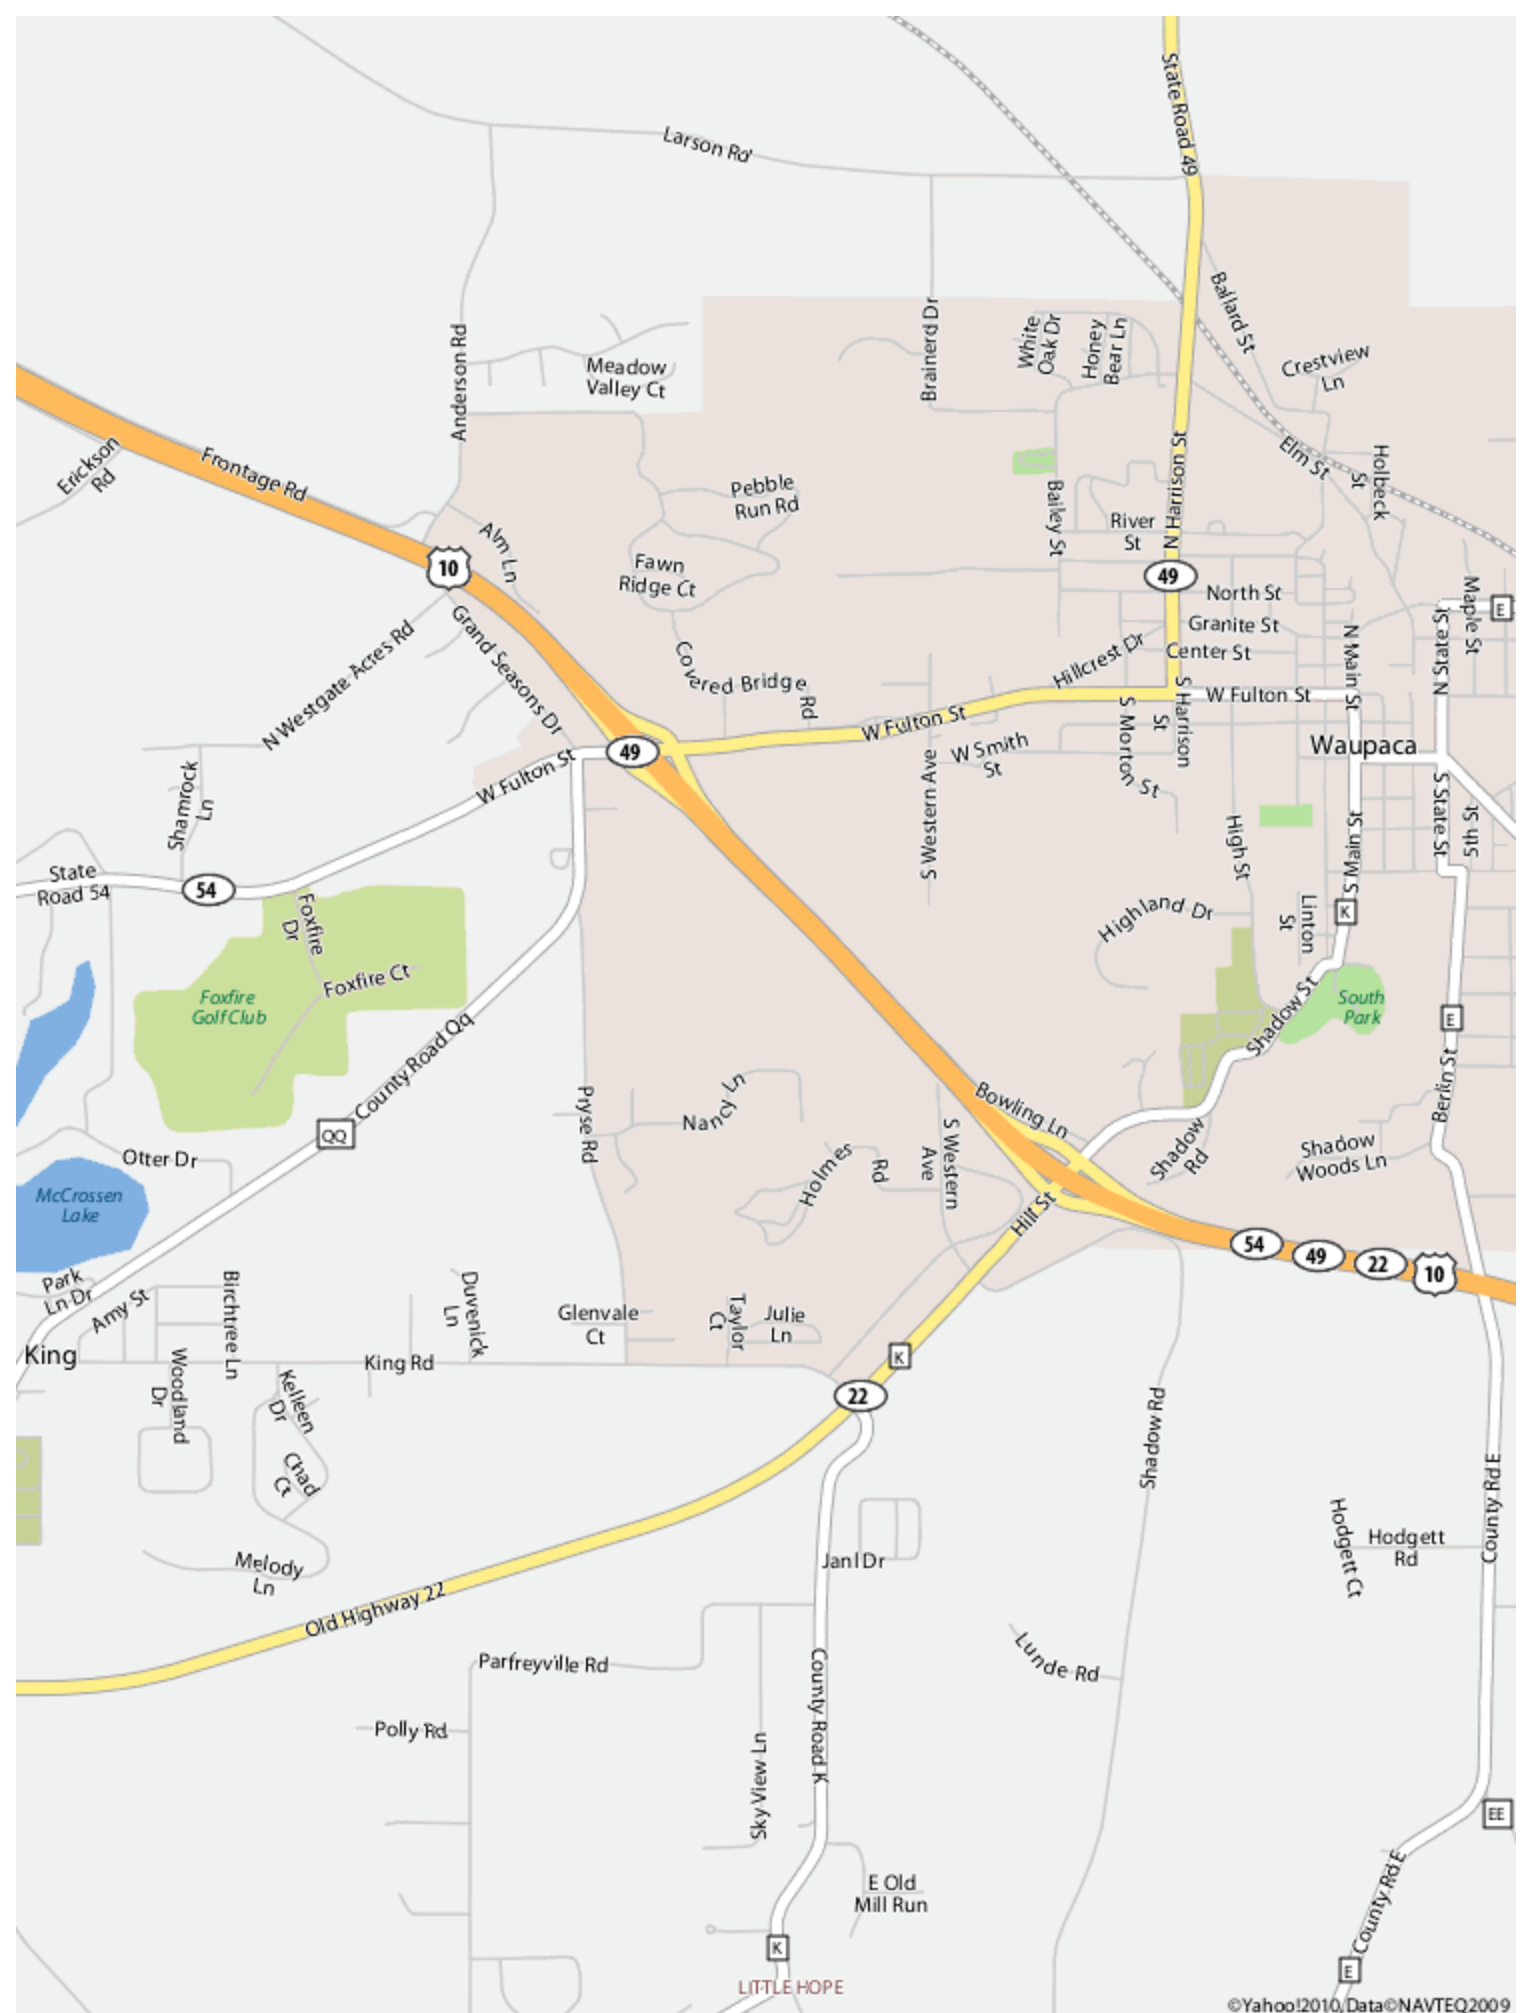 State Road 49
Larson Rd
Ballard St
Anderson Rd
Meadow
Valley Ct
Brainerd Dr
White
Oak Dr
Honey
Bear Ln
Crestview
Ln
Erickson
Rd
Frontage Rd
Elm St
Holbeck
St
N Harrison St
Pebble
Run Rd
Bailey St
River
St
Alm Ln
10
Fawn
Ridge Ct
49
North St
Maple St
E
Granite St
N Main St
N State St
Center St
Hillcrest Dr
Grand Seasons Dr
N Westgate Acres Rd
Covered Bridge
Rd
W Fulton St
W Fulton St
S Harrison
St
S Morton St
W Smith
St
Waupaca
49
W Fulton St
Shamrock
Ln
S Western Ave
High St
S Main St
S State St
5th St
State
Road 54
54
Foxfire
Dr
Foxfire Ct
Foxfire
Golf Club
Highland Dr
Linton
St
K
Shadow St
South
Park
E
Berlin St
County Road Qq
QQ
Pryse Rd
Nancy Ln
Bowling Ln
S Western
Ave
Holmes
Rd
Shadow
Rd
Shadow
Woods Ln
Otter Dr
McCrossen
Lake
Hill St
54
49
22
10
Park
Ln Dr
Army St
Birchtree Ln
Duvenick
Ln
Glenvale
Ct
Taylor
Ct
Julie
Ln
King
King Rd
K
22
Woodland
Dr
Kelleen
Dr
Chad
Ct
Shadow Rd
County Rd E
Hodgett Ct
Hodgett
Rd
Melody
Ln
Janl Dr
Old Highway 22
Parfreyville Rd
Lunde Rd
County Road K
Polly Rd
Sky View Ln
EE
E Old
Mill Run
County Rd E
K
E
LITTLE HOPE
©Yahoo!2010,Data©NAVTEQ2009